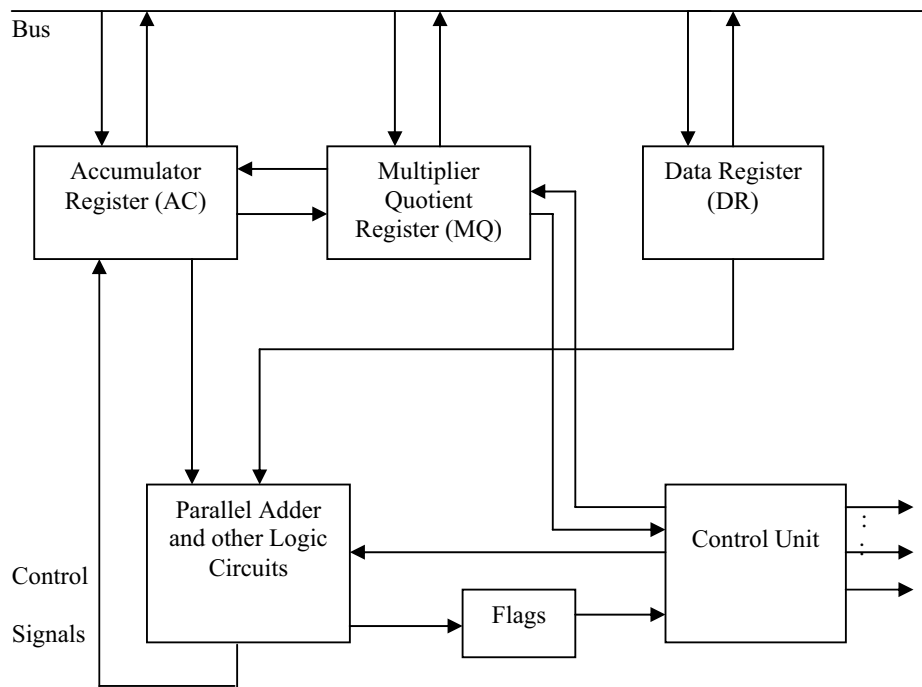 Bus
Accumulator
Register (AC)
Multiplier
Quotient
Register (MQ)
Data Register
(DR)
Parallel Adder
and other Logic
Circuits
Control Unit
Flags
Control
Signals